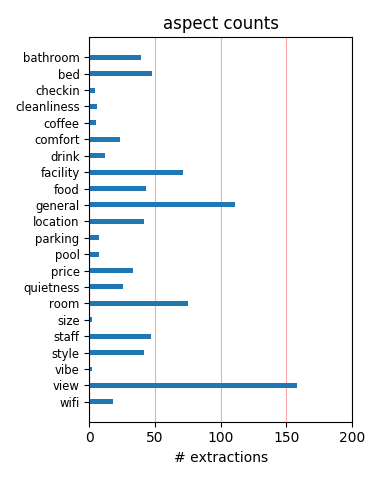 aspect counts
bathroom
bed
checkin
cleanliness
coffee
comfort
drink
facility
food
general
location
parking
pool
price
quietness
room
size
staff
style
vibe
view
wifi
0 50 100 150 200
# extractions